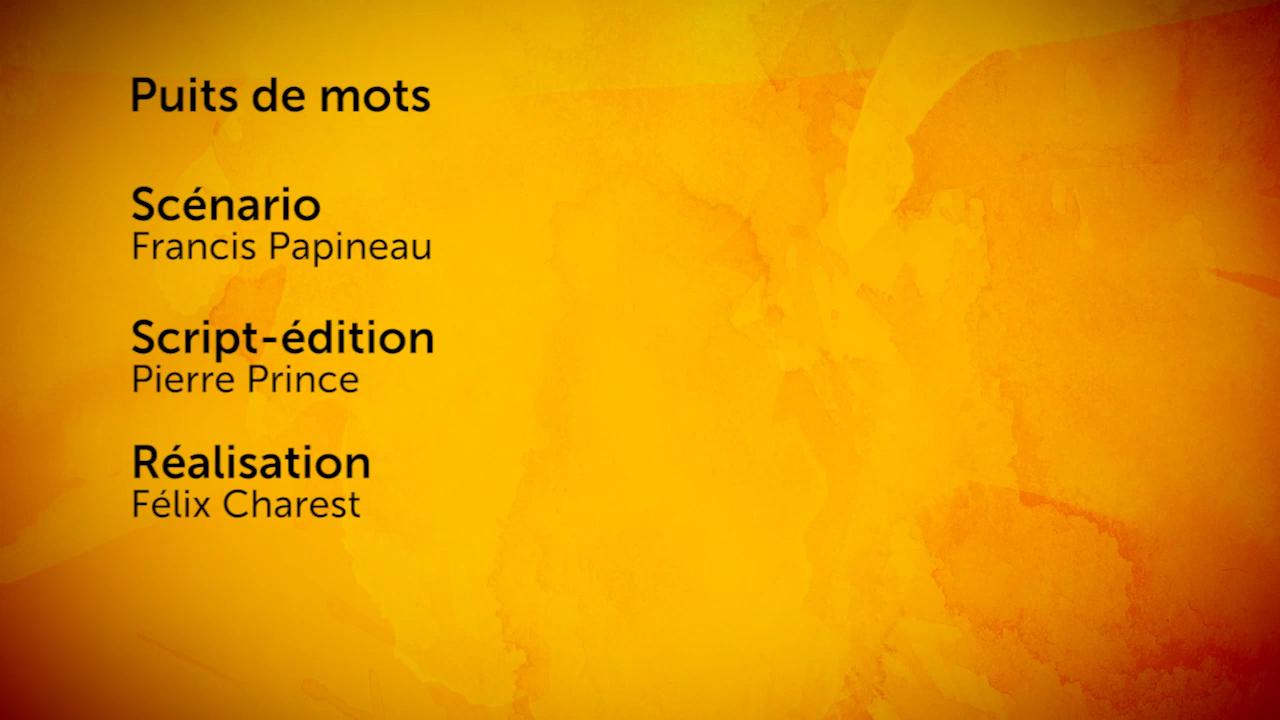 Puits de mots
Scénario
Francis Papineau
Script-édition
Pierre Prince
Réalisation
Félix Charest